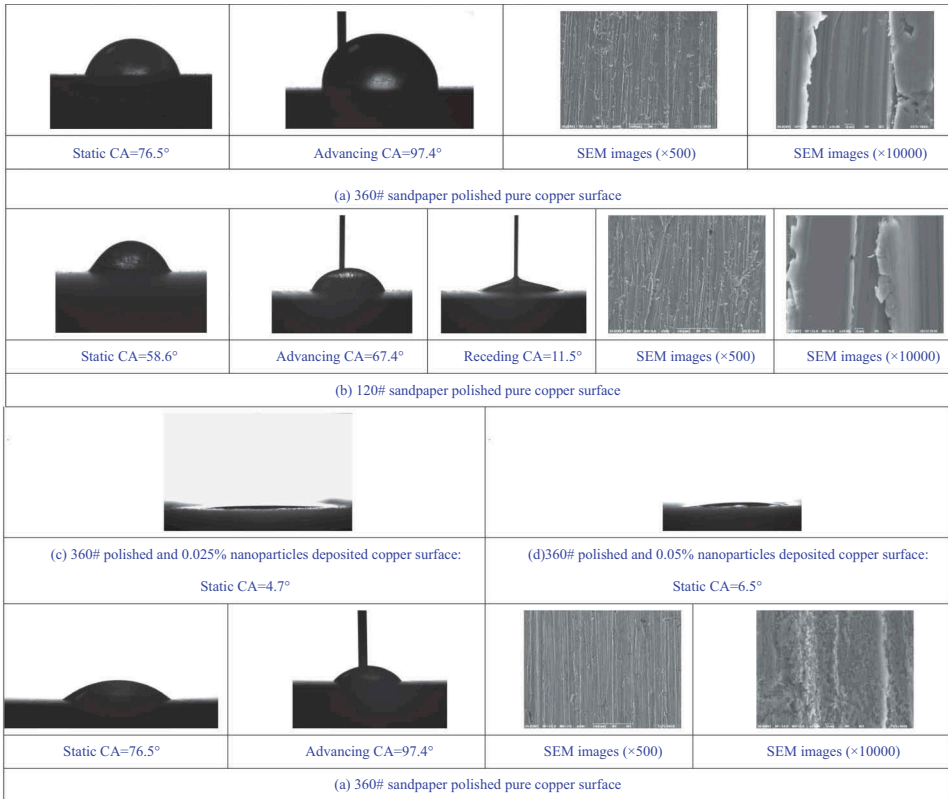 Static CA=76.5°
Advancing CA=97.4°
SEM images (×500)
SEM images (×10000)
(a) 360# sandpaper polished pure copper surface
Static CA=58.6°
Advancing CA=67.4°
Receding CA=11.5°
SEM images (×500)
SEM images (×10000)
(b) 120# sandpaper polished pure copper surface
(c) 360# polished and 0.025% nanoparticles deposited copper surface:
Static CA=4.7°
(d)360# polished and 0.05% nanoparticles deposited copper surface:
Static CA=6.5°
Static CA=76.5°
Advancing CA=97.4°
SEM images (×500)
SEM images (×10000)
(a) 360# sandpaper polished pure copper surface